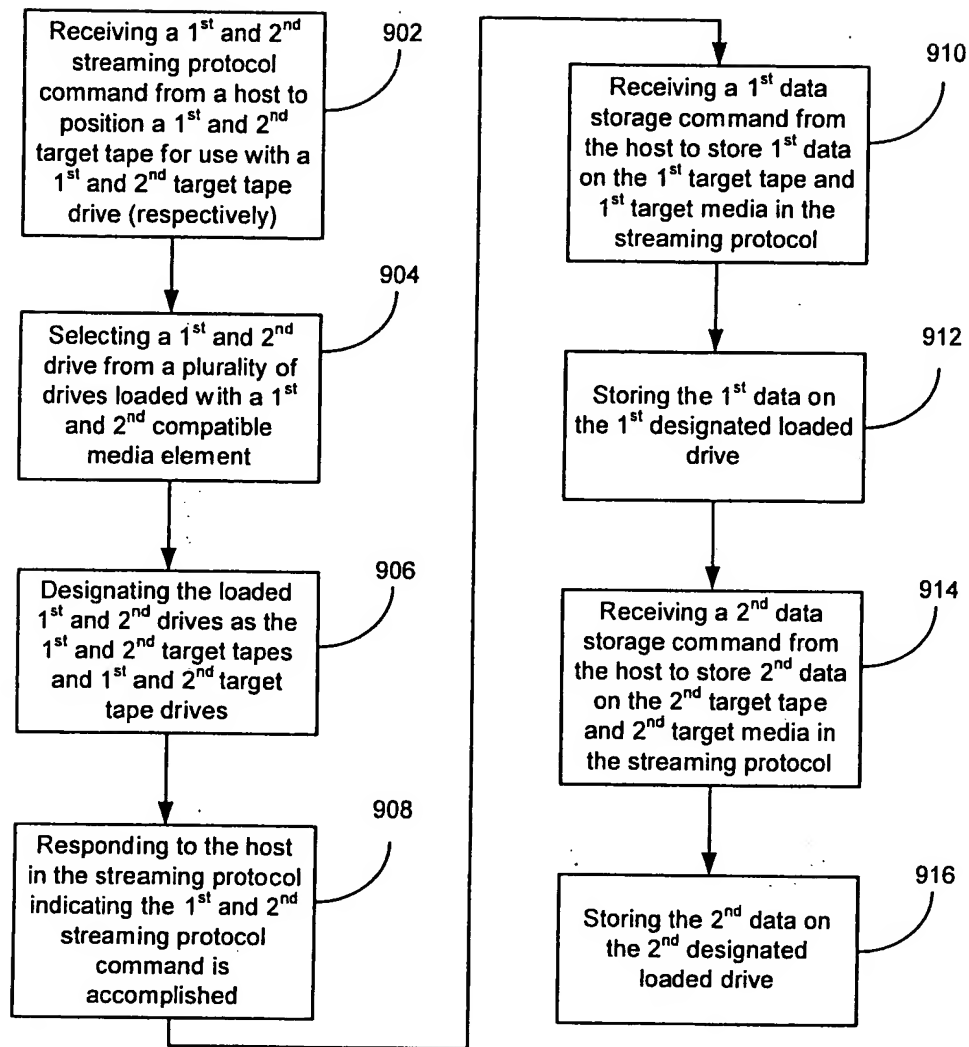 Receiving a 1st and 2nd
streaming protocol
command from a host to
position a 1st and 2nd
target tape for use with a
1st and 2nd target tape
drive (respectively)
902
Selecting a 1st and 2nd
drive from a plurality of
drives loaded with a 1st
and 2nd compatible
media element
904
Designating the loaded
1st and 2nd drives as the
1st and 2nd target tapes
and 1st and 2nd target
tape drives
906
Responding to the host
in the streaming protocol
indicating the 1st and 2nd
streaming protocol
command is
accomplished
908
Receiving a 1st data
storage command from
the host to store 1st data
on the 1st target tape and
1st target media in the
streaming protocol
910
Storing the 1st data on
the 1st designated loaded
drive
912
Receiving a 2nd data
storage command from
the host to store 2nd data
on the 2nd target tape
and 2nd target media in
the streaming protocol
914
Storing the 2nd data on
the 2nd designated
loaded drive
916